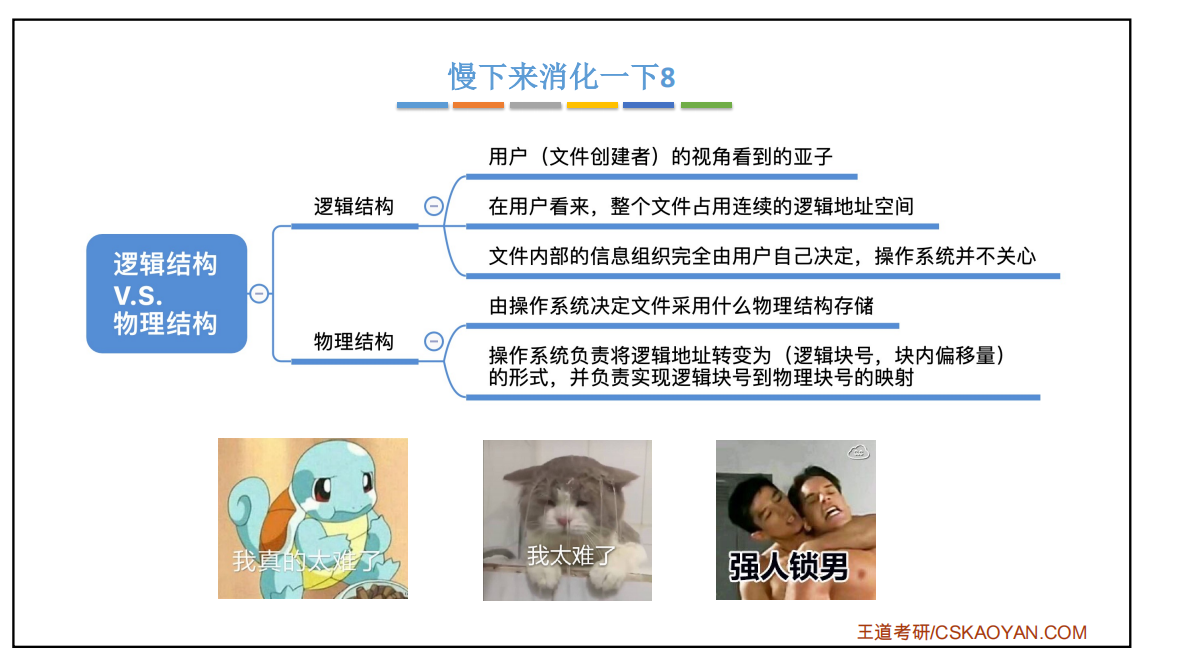 慢下来消化一下8
逻辑结构
V.S.
物理结构
逻辑结构
用户（文件创建者）的视角看到的亚子
在用户看来，整个文件占用连续的逻辑地址空间
文件内部的信息组织完全由用户自己决定，操作系统并不关心
物理结构
由操作系统决定文件采用什么物理结构存储
操作系统负责将逻辑地址转变为（逻辑块号，块内偏移量）
的形式，并负责实现逻辑块号到物理块号的映射
我真的太难了
我太难了
强人锁男
王道考研/CSKAOYAN.COM